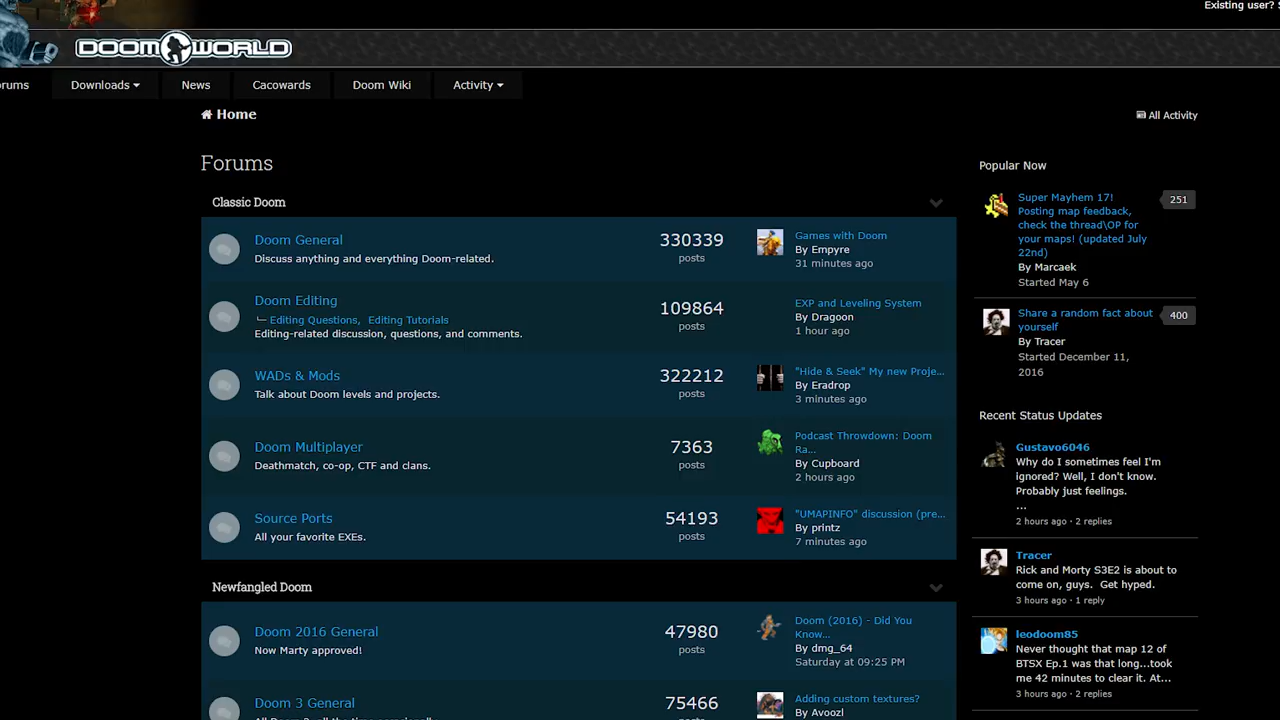 Existing user? S
DOOMWORLD
orums
Downloads
News
Cacowards
Doom Wiki
Activity
Home
All Activity
Forums
Classic Doom
Doom General
Discuss anything and everything Doom-related.
330339
posts
Games with Doom
By Empyre
31 minutes ago
Doom Editing
Editing Questions, Editing Tutorials
Editing-related discussion, questions, and comments.
109864
posts
EXP and Leveling System
By Dragoon
1 hour ago
WADs & Mods
Talk about Doom levels and projects.
322212
posts
"Hide & Seek" My new Proje...
By Eradrop
3 minutes ago
Doom Multiplayer
Deathmatch, co-op, CTF and clans.
7363
posts
Podcast Throwdown: Doom
Ra...
By Cupboard
2 hours ago
Source Ports
All your favorite EXEs.
54193
posts
"UMAPINFO" discussion (pre...
By printz
7 minutes ago
Newfangled Doom
Doom 2016 General
Now Marty approved!
47980
posts
Doom (2016) - Did You
Know...
By dmg_64
Saturday at 09:25 PM
Doom 3 General
75466
Adding custom textures?
By Avoozl
Popular Now
Super Mayhem 17!
Posting map feedback,
check the thread\OP for
your maps! (updated July
22nd)
By Marcaek
Started May 6
251
Share a random fact about
yourself
By Tracer
Started December 11,
2016
400
Recent Status Updates
Gustavo6046
Why do I sometimes feel I'm
ignored? Well, I don't know.
Probably just feelings.
...
2 hours ago · 2 replies
Tracer
Rick and Morty S3E2 is about to
come on, guys. Get hyped.
3 hours ago · 1 reply
leodoom85
Never thought that map 12 of
BTSX Ep.1 was that long...took
me 42 minutes to clear it. At...
3 hours ago · 2 replies